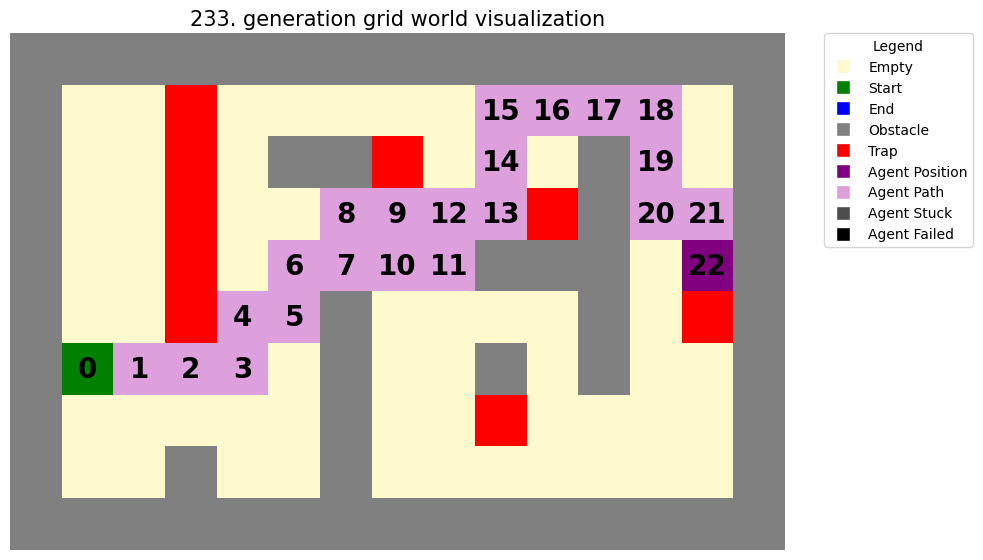 233. generation grid world visualization
15 16 17 18
14 19
8 9 12 13 20 21
6 7 10 11 22
4 5
0 1 2 3
Legend
Empty
Start
End
Obstacle
Trap
Agent Position
Agent Path
Agent Stuck
Agent Failed